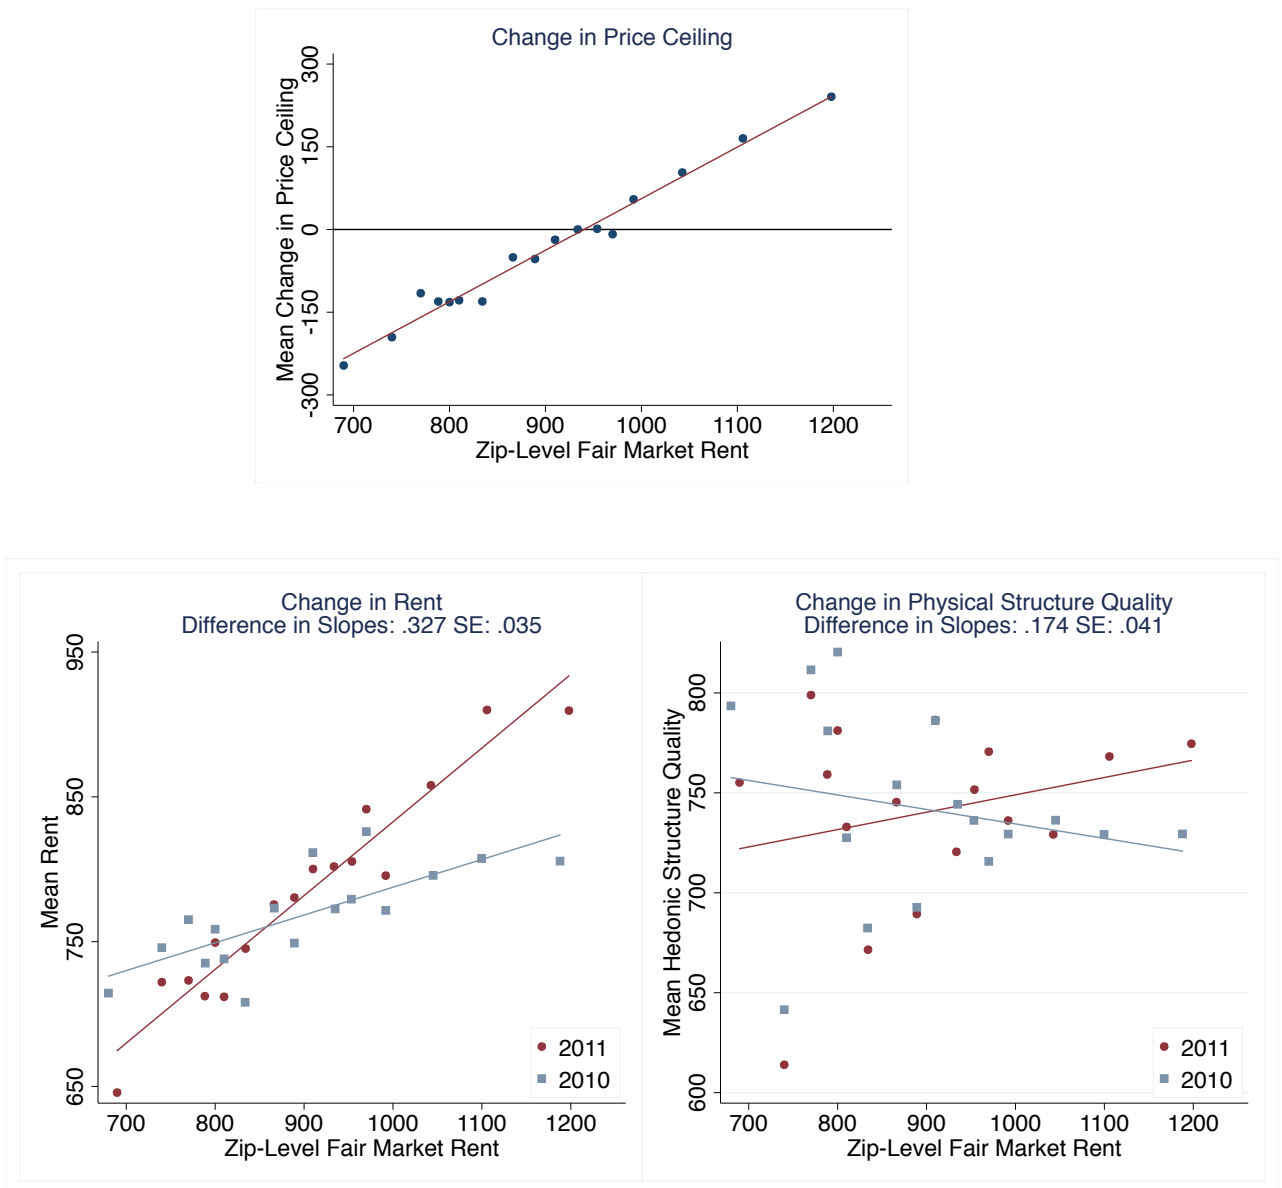 Change in Price Ceiling
Mean Change in Price Ceiling
300
150
0
-150
-300
700 800 900 1000 1100 1200
Zip-Level Fair Market Rent
Change in Rent
Difference in Slopes: .327 SE: .035
Mean Rent
950
850
750
650
2011
2010
700 800 900 1000 1100 1200
Zip-Level Fair Market Rent
Change in Physical Structure Quality
Difference in Slopes: .174 SE: .041
Mean Hedonic Structure Quality
800
750
700
650
600
2011
2010
700 800 900 1000 1100 1200
Zip-Level Fair Market Rent